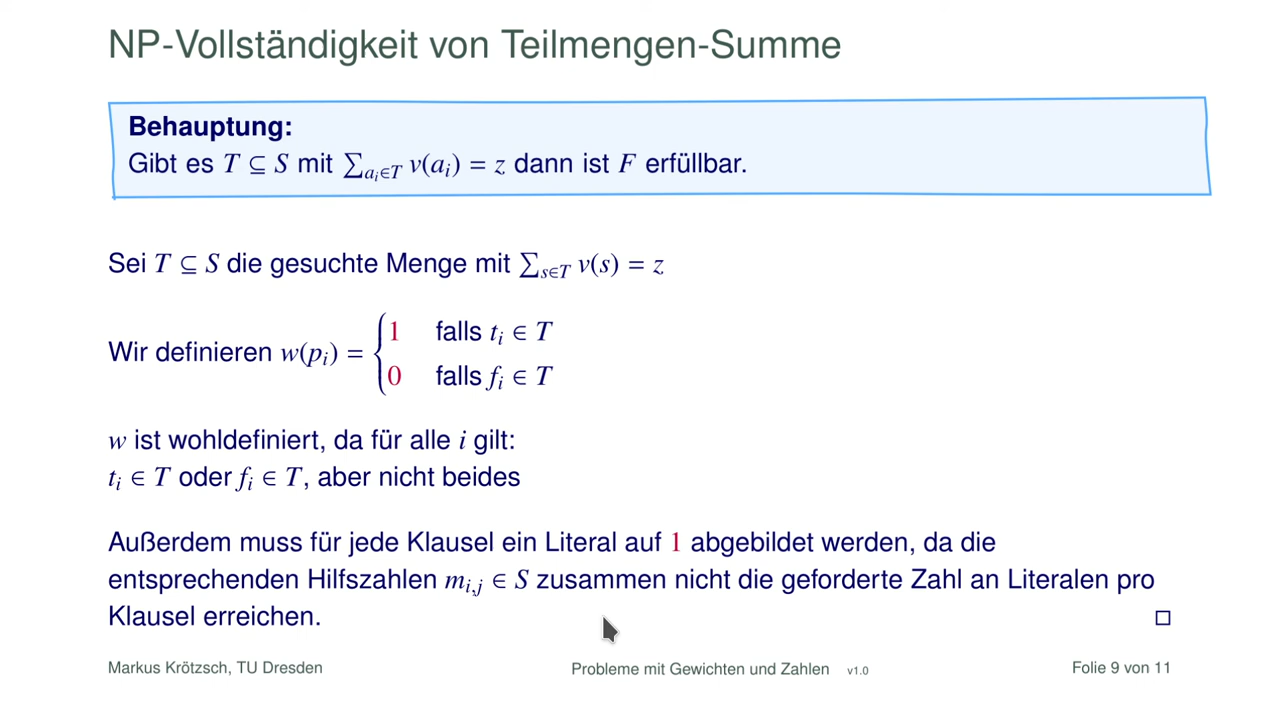 NP-Vollständigkeit von Teilmengen-Summe
Behauptung:
Gibt es T ⊆ S mit ∑_{a_i∈T} v(a_i) = z dann ist F erfüllbar.
Sei T ⊆ S die gesuchte Menge mit ∑_{s∈T} v(s) = z
Wir definieren w(p_i) = { 1 falls t_i ∈ T
0 falls f_i ∈ T
w ist wohldefiniert, da für alle i gilt:
t_i ∈ T oder f_i ∈ T, aber nicht beides
Außerdem muss für jede Klausel ein Literal auf 1 abgebildet werden, da die
entsprechenden Hilfszahlen m_{i,j} ∈ S zusammen nicht die geforderte Zahl an Literalen pro
Klausel erreichen. □
Markus Krötzsch, TU Dresden Probleme mit Gewichten und Zahlen v1.0 Folie 9 von 11